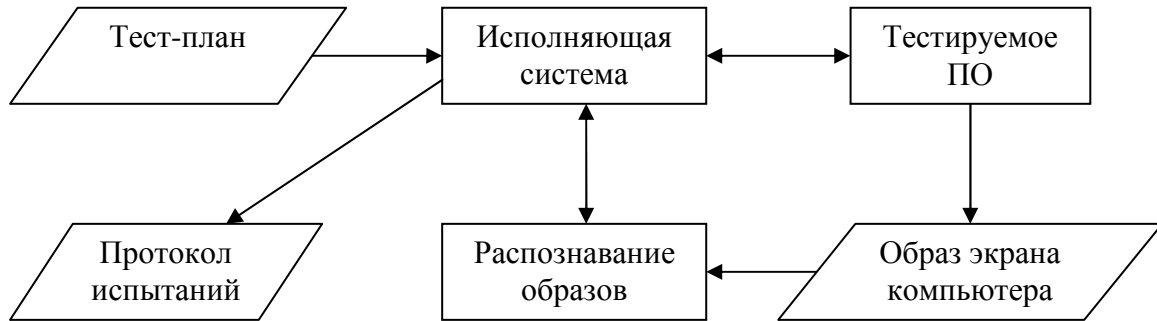 Тест-план
Исполняющая
система
Тестируемое
ПО
Протокол
испытаний
Распознавание
образов
Образ экрана
компьютера